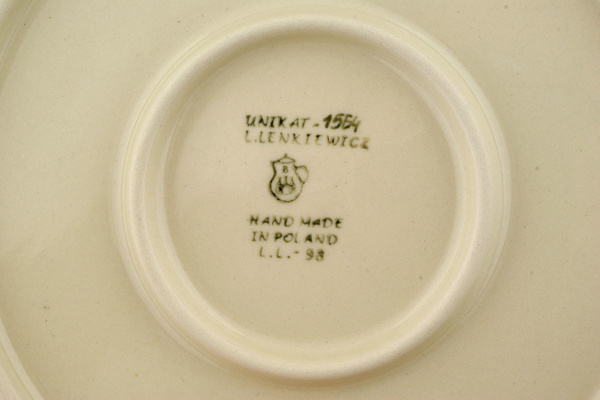 UNIKAT - 1554
L.LENKIEWICZ
B
HAND MADE
IN POLAND
L.L.- 98